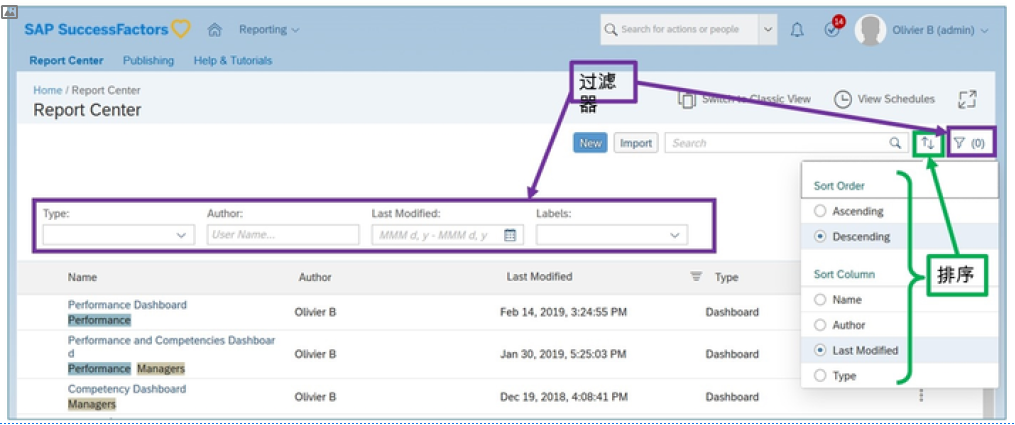 SAP SuccessFactors
Reporting
Search for actions or people
14
Olivier B (admin)
Report Center
Publishing
Help & Tutorials
Home / Report Center
Report Center
过滤
器
Switch to Classic View
View Schedules
New
Import
Search
(0)
Sort Order
Ascending
Descending
Sort Column
Name
Author
Last Modified
Type
排序
Type:
Author:
Last Modified:
Labels:
User Name...
MMM d, y - MMM d, y
Name
Author
Last Modified
Type
Performance Dashboard
Performance
Olivier B
Feb 14, 2019, 3:24:55 PM
Dashboard
Performance and Competencies Dashboar
d
Performance Managers
Olivier B
Jan 30, 2019, 5:25:03 PM
Dashboard
Competency Dashboard
Managers
Olivier B
Dec 19, 2018, 4:08:41 PM
Dashboard